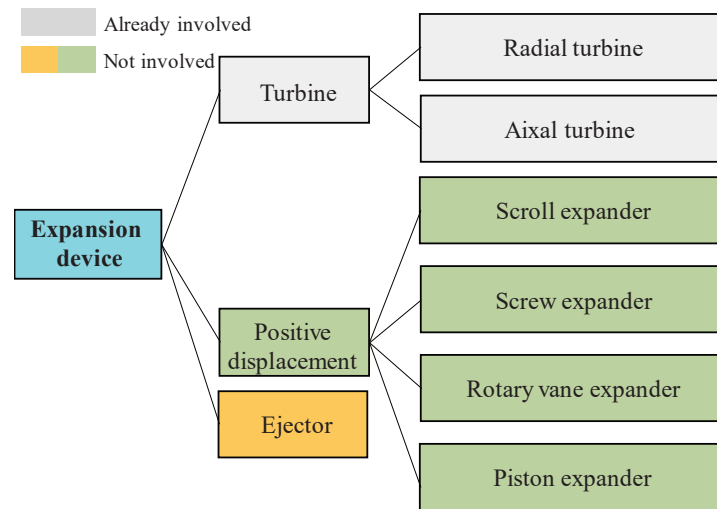 Already involved
Not involved
Turbine
Radial turbine
Aixal turbine
Expansion
device
Positive
displacement
Ejector
Scroll expander
Screw expander
Rotary vane expander
Piston expander